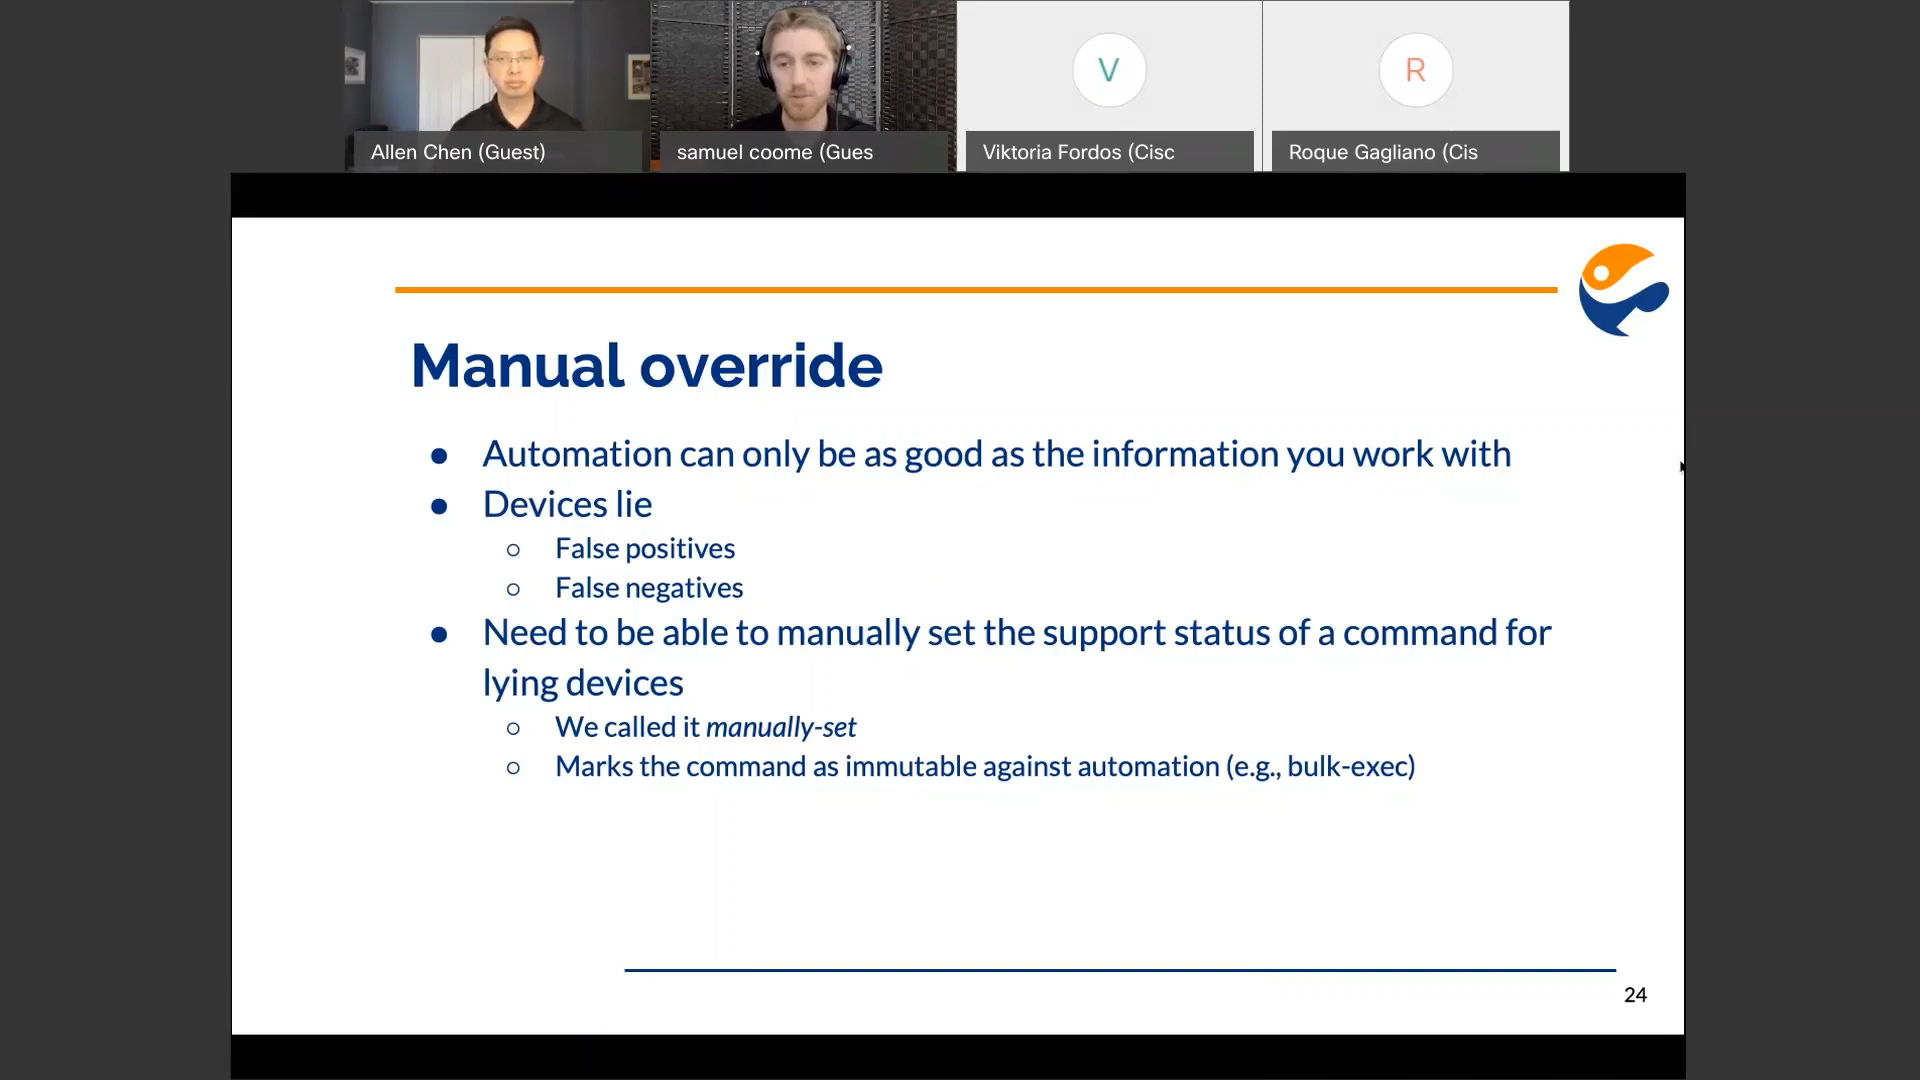 V
R
Allen Chen (Guest)
samuel coome (Gues
Viktoria Fordos (Cisc
Roque Gagliano (Cis
Manual override
● Automation can only be as good as the information you work with
● Devices lie
○ False positives
○ False negatives
● Need to be able to manually set the support status of a command for
lying devices
○ We called it manually-set
○ Marks the command as immutable against automation (e.g., bulk-exec)
24